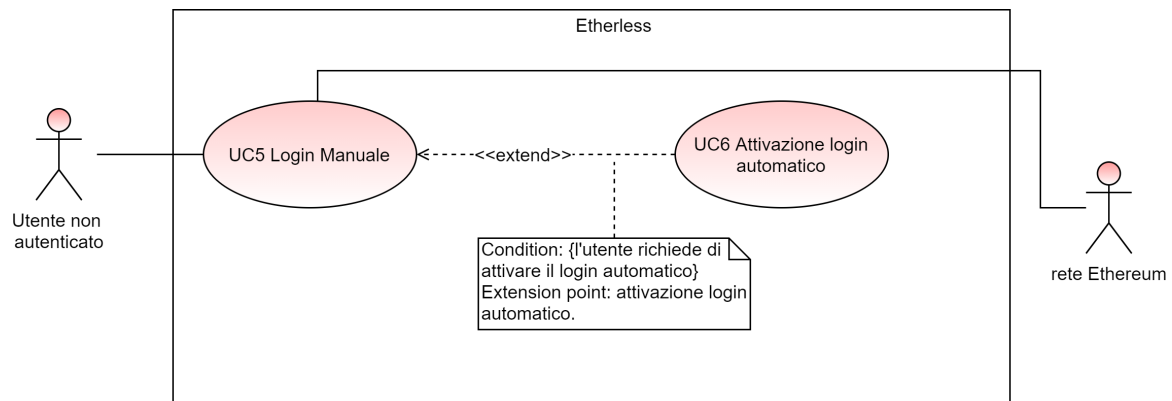 Etherless
UC5 Login Manuale
<<extend>>
UC6 Attivazione login
automatico
Utente non
autenticato
Condition: {l'utente richiede di
attivare il login automatico}
Extension point: attivazione login
automatico.
rete Ethereum